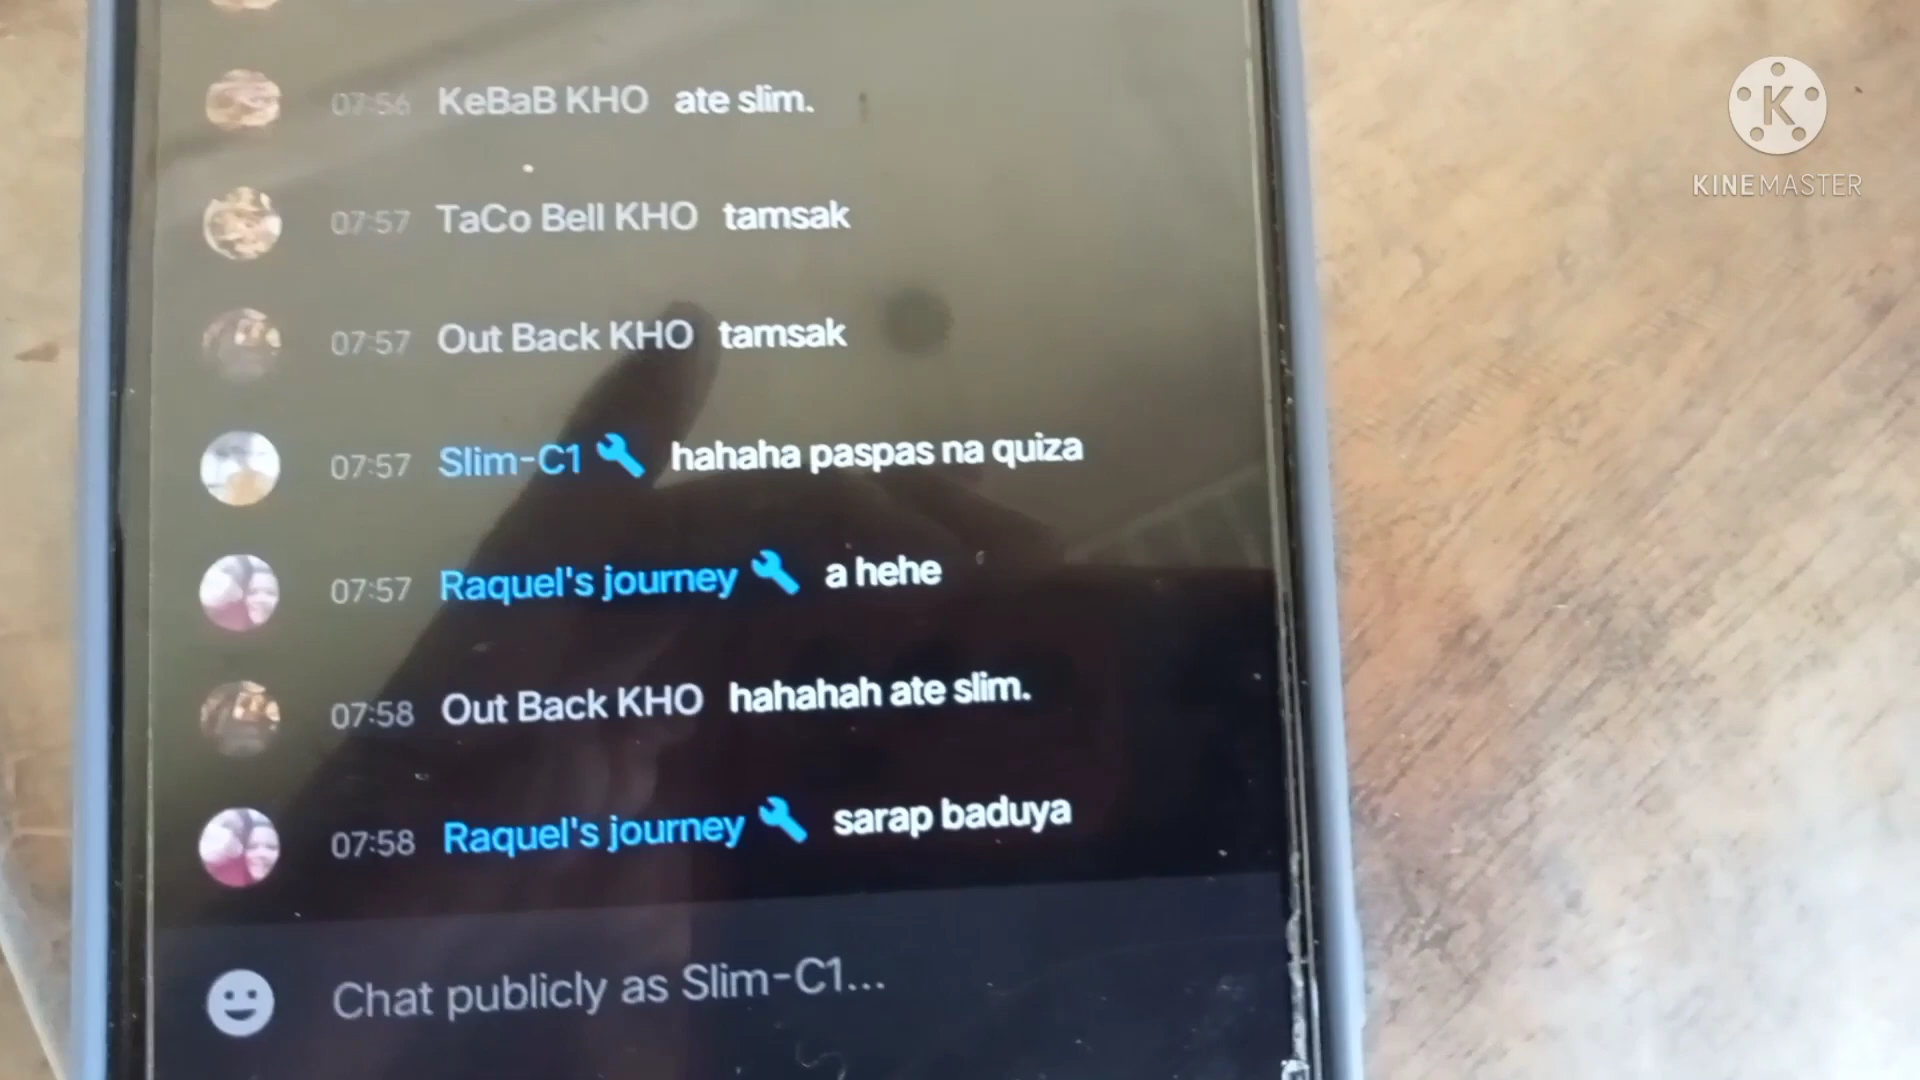 07:56 KeBaB KHO ate slim.
07:57 TaCo Bell KHO tamsak
07:57 Out Back KHO tamsak
07:57 Slim-C1 hahaha paspas na quiza
07:57 Raquel's journey a hehe
07:58 Out Back KHO hahahah ate slim.
07:58 Raquel's journey sarap baduya
Chat publicly as Slim-C1...
K
KINEMASTER